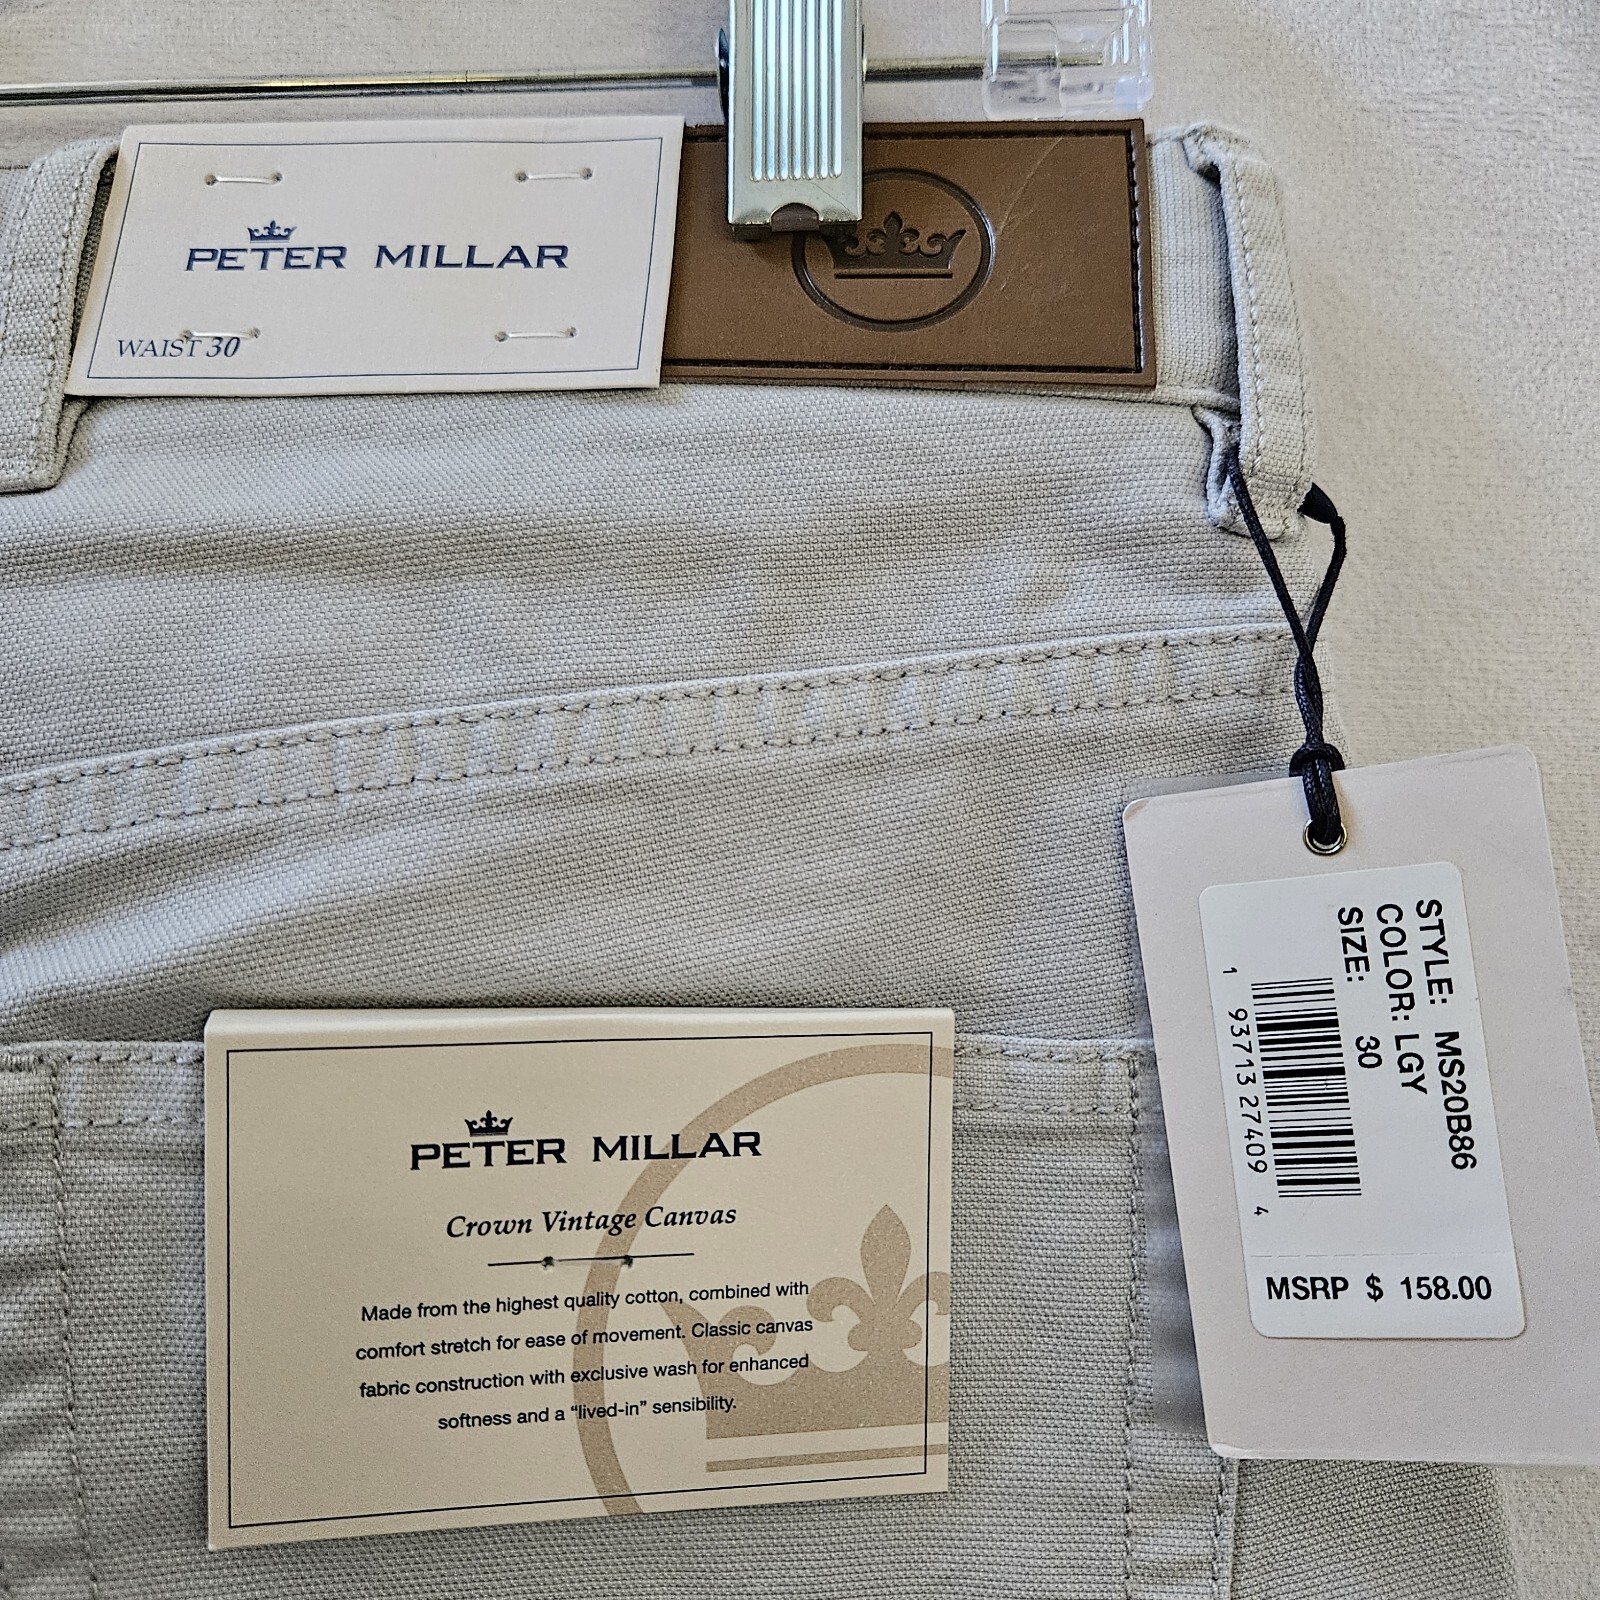 PETER MILLAR
WAIST 30
PETER MILLAR
Crown Vintage Canvas
Made from the highest quality cotton, combined with
comfort stretch for ease of movement. Classic canvas
fabric construction with exclusive wash for enhanced
softness and a “lived-in” sensibility.
STYLE: MS20B86
COLOR: LGY
SIZE: 30
1 93713 27409 4
MSRP $ 158.00